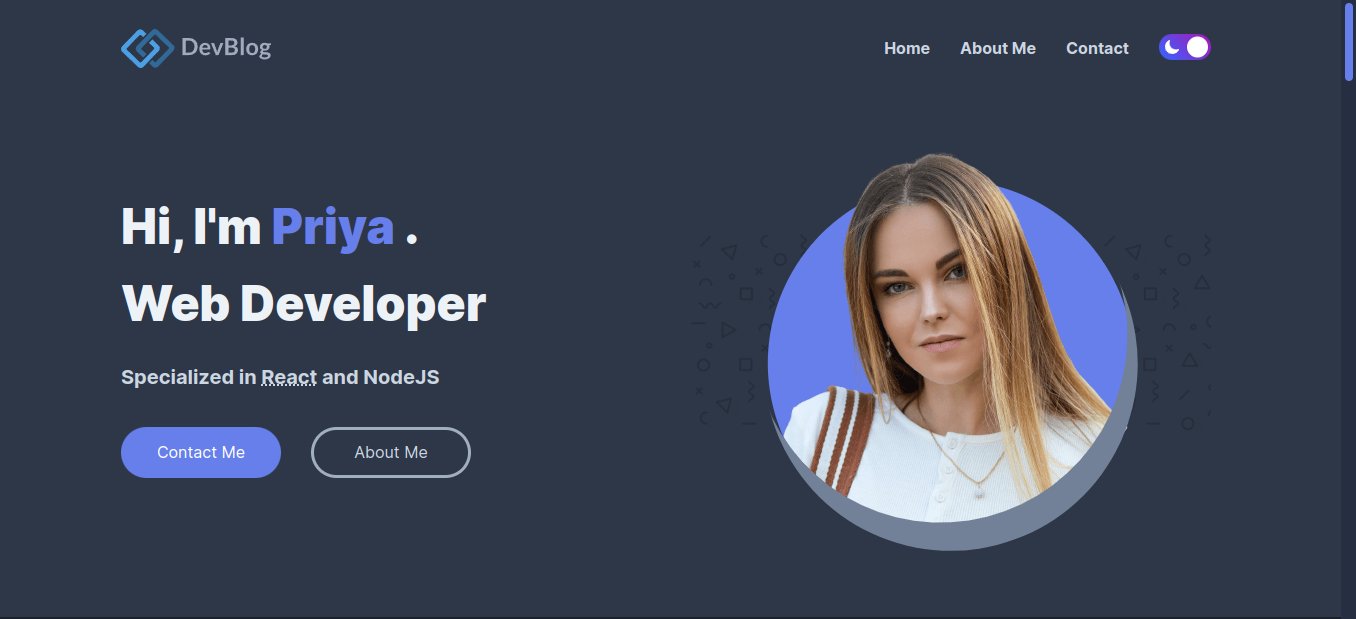 DevBlog
Home
About Me
Contact
Hi, I'm Priya .
Web Developer
Specialized in React and NodeJS
Contact Me
About Me